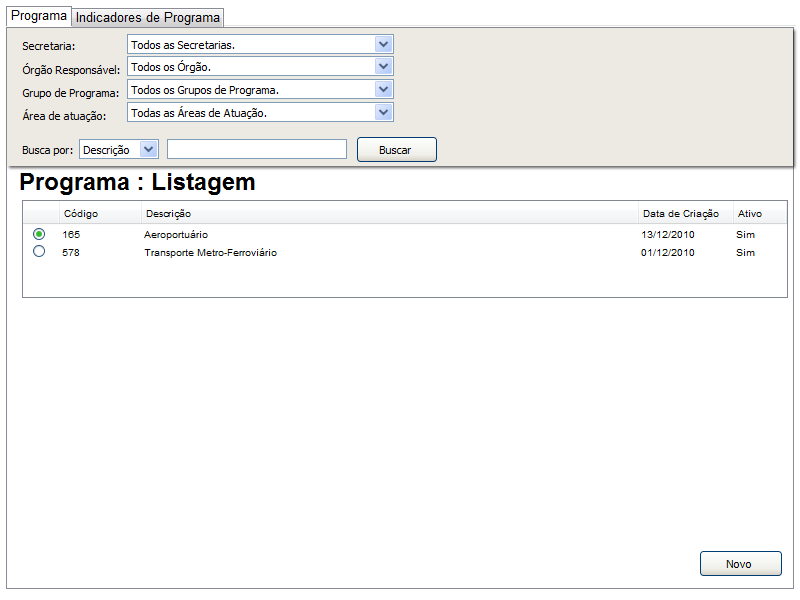 Programa Indicadores de Programa
Secretaria: Todos as Secretarias.
Órgão Responsável: Todos os Órgão.
Grupo de Programa: Todos os Grupos de Programa.
Área de atuação: Todas as Áreas de Atuação.
Busca por: Descrição Buscar
Programa : Listagem
Código Descrição Data de Criação Ativo
165 Aeroportuário 13/12/2010 Sim
578 Transporte Metro-Ferroviário 01/12/2010 Sim
Novo